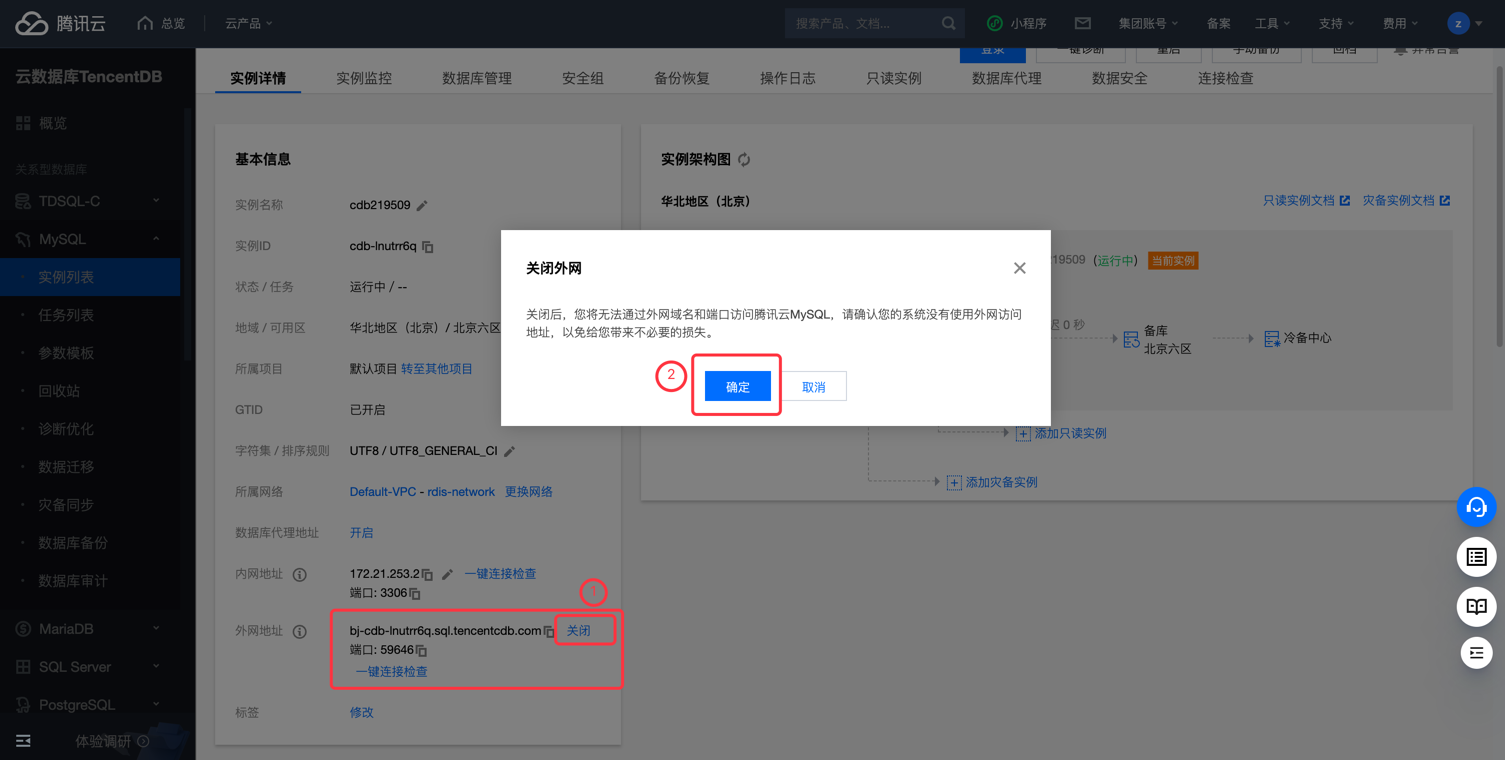 腾讯云
总览
云产品
搜索产品、文档...
小程序
集团账号
备案
工具
支持
费用
z
云数据库TencentDB
登录
一键诊断
重启
手动备份
回档
异常告警
实例详情
实例监控
数据库管理
安全组
备份恢复
操作日志
只读实例
数据库代理
数据安全
连接检查
概览
关系型数据库
TDSQL-C
MySQL
实例列表
任务列表
参数模板
回收站
诊断优化
数据迁移
灾备同步
数据库备份
数据库审计
MariaDB
SQL Server
PostgreSQL
体验调研
基本信息
实例名称
cdb219509
实例ID
cdb-lnutrr6q
状态 / 任务
运行中 / --
地域 / 可用区
华北地区（北京）/ 北京六区
所属项目
默认项目 转至其他项目
GTID
已开启
字符集 / 排序规则
UTF8 / UTF8_GENERAL_CI
所属网络
Default-VPC - rdis-network 更换网络
数据库代理地址
开启
内网地址
172.21.253.2 一键连接检查
端口: 3306
1
外网地址
bj-cdb-lnutrr6q.sql.tencentcdb.com 关闭
端口: 59646
一键连接检查
标签
修改
实例架构图
华北地区（北京）
只读实例文档
灾备实例文档
19509 (运行中) 当前实例
迟 0 秒
备库
北京六区
冷备中心
添加只读实例
添加灾备实例
关闭外网
关闭后，您将无法通过外网域名和端口访问腾讯云MySQL，请确认您的系统没有使用外网访问
地址，以免给您带来不必要的损失。
2
确定
取消